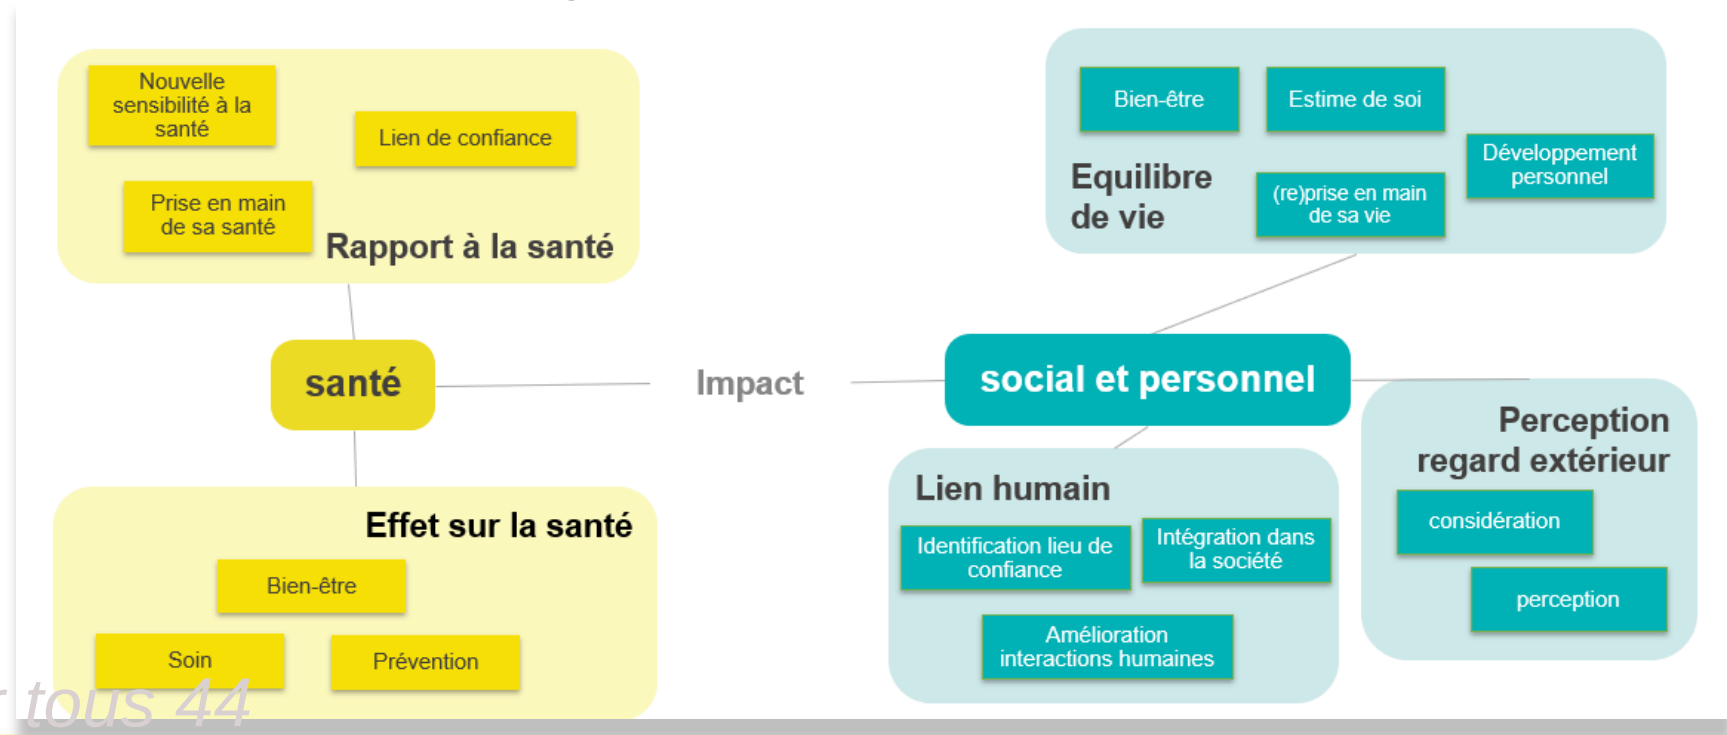 Nouvelle
sensibilité à la
santé
Lien de confiance
Prise en main
de sa santé
Rapport à la santé
Bien-être
Estime de soi
Développement
personnel
Equilibre
de vie
(re)prise en main
de sa vie
santé
Impact
social et personnel
Perception
regard extérieur
considération
perception
Lien humain
Identification lieu de
confiance
Intégration dans
la société
Amélioration
interactions humaines
Effet sur la santé
Bien-être
Soin
Prévention
tous 44